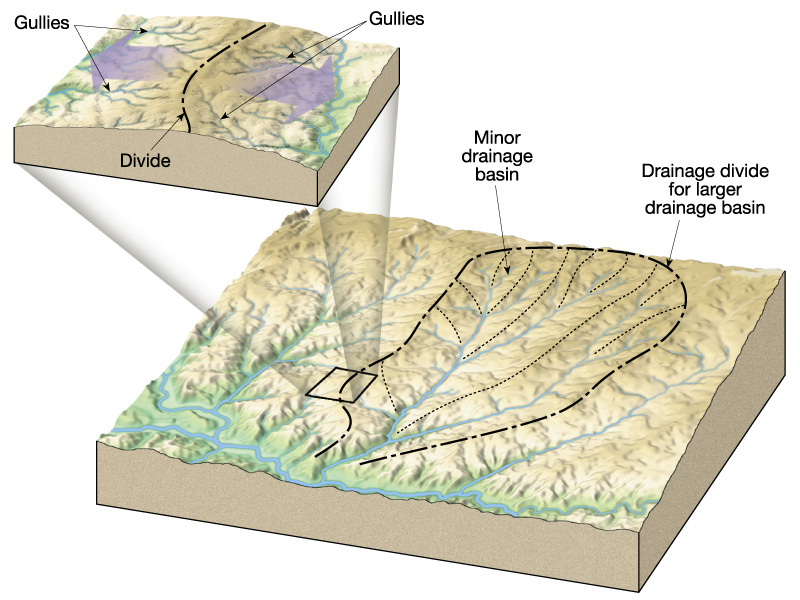 Gullies
Gullies
Divide
Minor
drainage
basin
Drainage divide
for larger
drainage basin